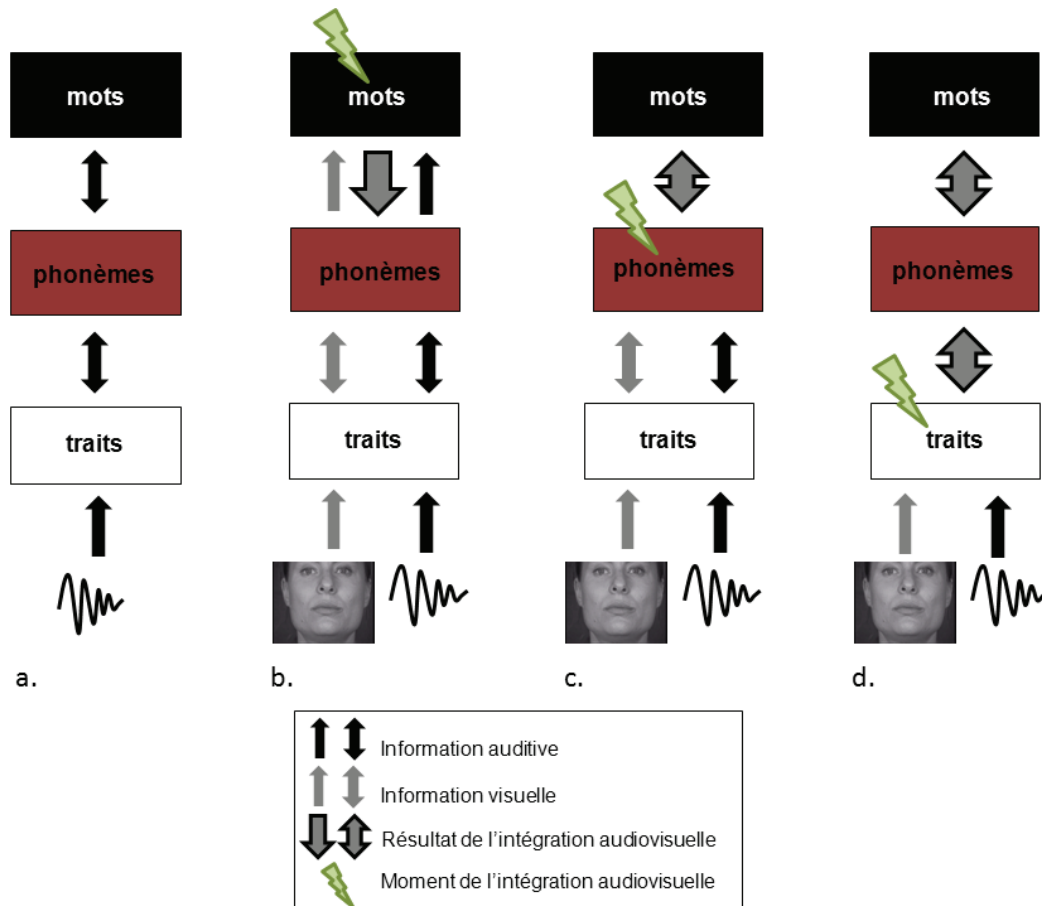 mots
mots
mots
mots
phonèmes
phonèmes
phonèmes
phonèmes
traits
traits
traits
traits
a.
b.
c.
d.
Information auditive
Information visuelle
Résultat de l'intégration audiovisuelle
Moment de l'intégration audiovisuelle